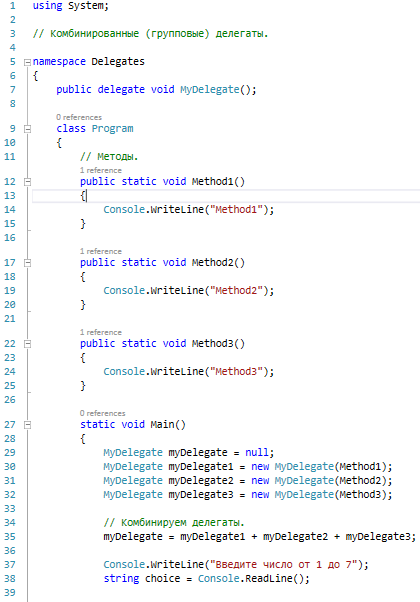 1 using System;
2
3 // Комбинированные (групповые) делегаты.
4
5 namespace Delegates
6 {
7 public delegate void MyDelegate();
8
0 references
9 class Program
10 {
11 // Методы.
1 reference
12 public static void Method1()
13 {
14 Console.WriteLine("Method1");
15 }
16
1 reference
17 public static void Method2()
18 {
19 Console.WriteLine("Method2");
20 }
21
1 reference
22 public static void Method3()
23 {
24 Console.WriteLine("Method3");
25 }
26
0 references
27 static void Main()
28 {
29 MyDelegate myDelegate = null;
30 MyDelegate myDelegate1 = new MyDelegate(Method1);
31 MyDelegate myDelegate2 = new MyDelegate(Method2);
32 MyDelegate myDelegate3 = new MyDelegate(Method3);
33
34 // Комбинируем делегаты.
35 myDelegate = myDelegate1 + myDelegate2 + myDelegate3;
36
37 Console.WriteLine("Введите число от 1 до 7");
38 string choice = Console.ReadLine();
39